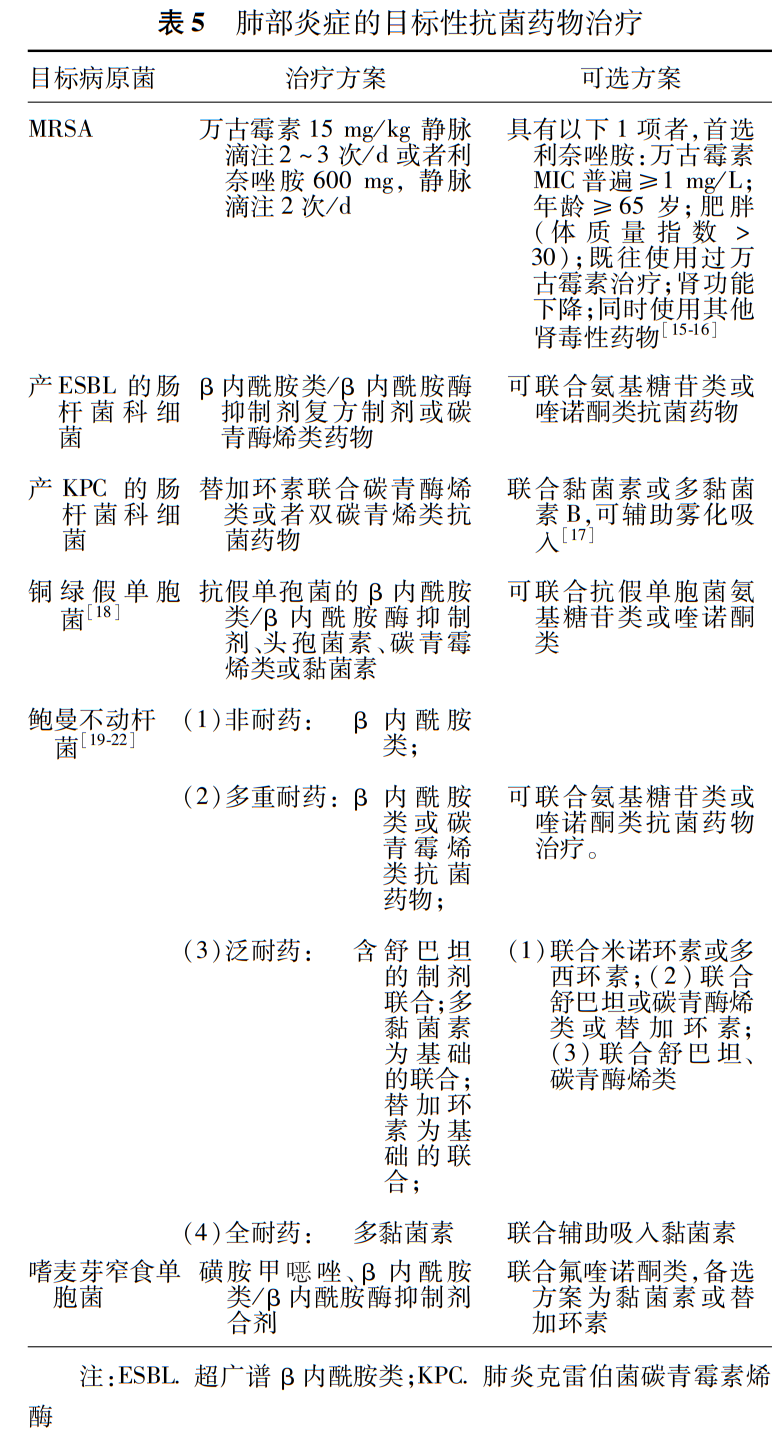 表 5 肺部炎症的目标性抗菌药物治疗
目标病原菌 治疗方案 可选方案
MRSA 万古霉素 15 mg/kg 静脉 具有以下 1 项者,首选
滴注 2 ~ 3 次/d 或者利 利奈唑胺:万古霉素
奈唑胺 600 mg, 静脉 MIC 普遍≥1 mg/L;
滴注 2 次/d 年龄 ≥65 岁;肥胖
(体质量指数 >
30);既往使用过万
古霉素治疗;肾功能
下降;同时使用其他
肾毒性药物[15-16]
产 ESBL 的肠 β 内酰胺类/β 内酰胺酶 可联合氨基糖苷类或
杆菌科细 抑制剂复方制剂或碳 喹诺酮类抗菌药物
菌 青酶烯类药物
产 KPC 的肠 替加环素联合碳青酶烯 联合黏菌素或多黏菌
杆菌科细 类或者双碳青烯类抗 素 B,可辅助雾化吸
菌 菌药物 入[17]
铜绿假单胞 抗假单孢菌的 β 内酰胺 可联合抗假单胞菌氨
菌[18] 类/β 内酰胺酶抑制 基糖苷类或喹诺酮
剂、头孢菌素、碳青霉 类
烯类或黏菌素
鲍曼不动杆 (1)非耐药: β 内酰胺
菌[19-22] 类;
(2)多重耐药: β 内酰胺 可联合氨基糖苷类或
类或碳 喹诺酮类抗菌药物
青霉烯 治疗。
类抗菌
药物;
(3)泛耐药: 含舒巴坦 (1)联合米诺环素或多
的制剂 西环素;(2)联合
联合;多 舒巴坦或碳青酶烯
黏菌素 类或替加环素;
为基础 (3)联合舒巴坦、
的联合; 碳青酶烯类
替加环
素为基
础的联
合;
(4)全耐药: 多黏菌素 联合辅助吸入黏菌素
嗜麦芽窄食单 磺胺甲噁唑、β 内酰胺 联合氟喹诺酮类,备选
胞菌 类/β 内酰胺酶抑制剂 方案为黏菌素或替
合剂 加环素
注:ESBL. 超广谱 β 内酰胺类;KPC. 肺炎克雷伯菌碳青霉素烯
酶